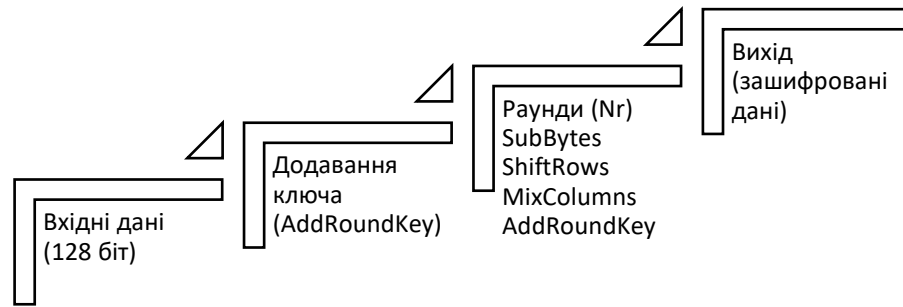 Вхідні дані
(128 біт)
Додавання
ключа
(AddRoundKey)
Раунди (Nr)
SubBytes
ShiftRows
MixColumns
AddRoundKey
Вихід
(зашифровані
дані)